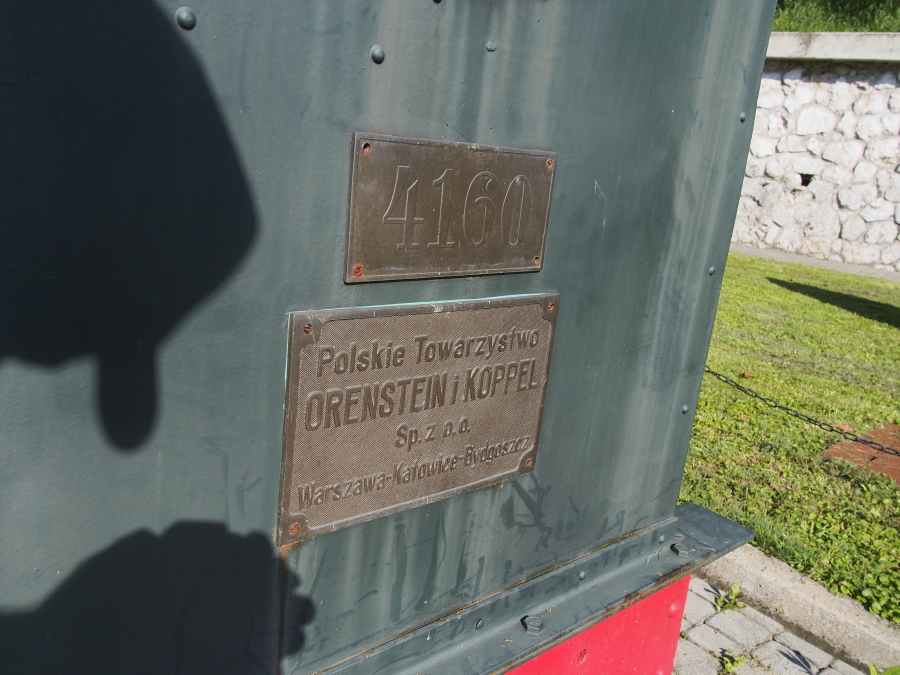 4160
Polskie Towarzystwo
ORENSTEIN i KOPPEL
Sp. z o.o.
Warszawa-Katowice-Bydgoszcz